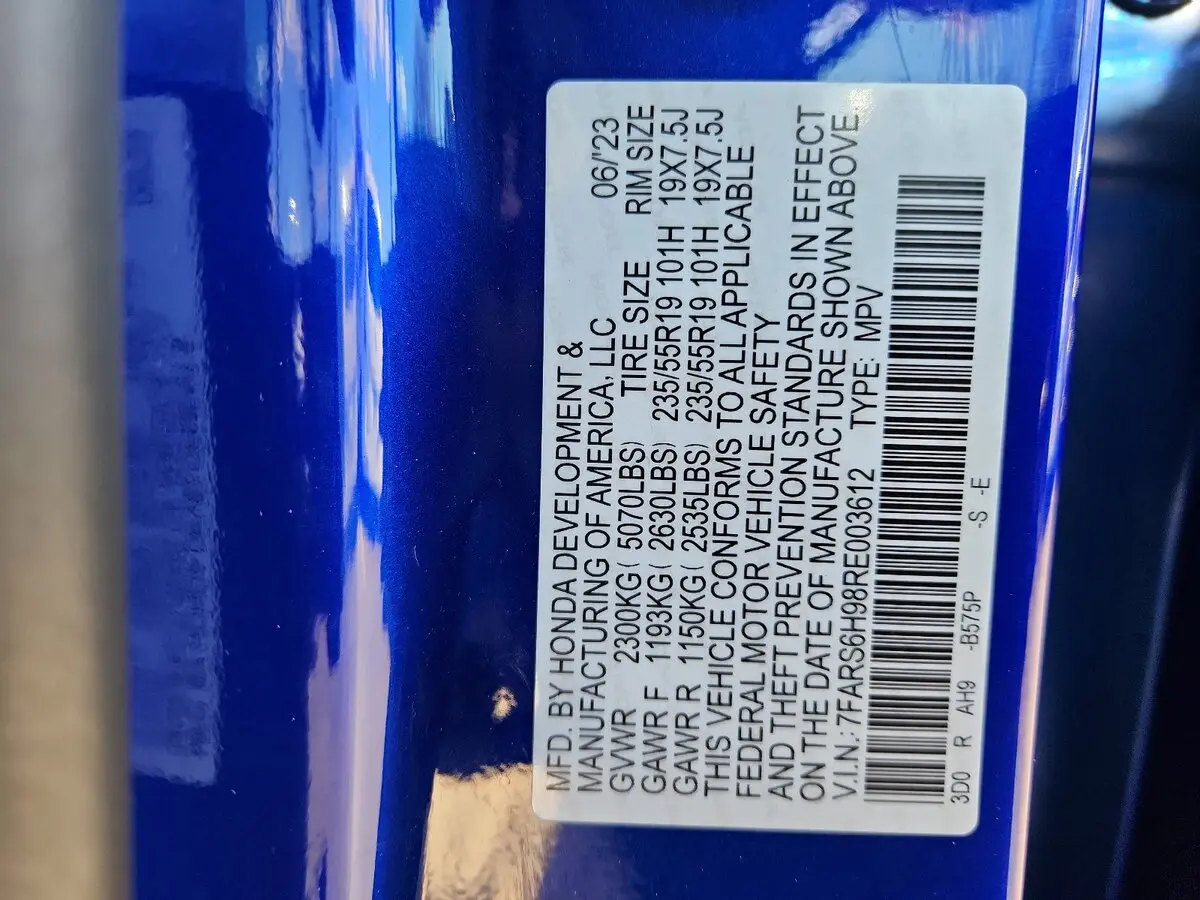 MFD. BY HONDA DEVELOPMENT &
MANUFACTURING OF AMERICA, LLC 06/'23
GVWR 2300KG( 5070LBS) TIRE SIZE RIM SIZE
GAWR F 1193KG( 2630LBS) 235/55R19 101H 19X7.5J
GAWR R 1150KG( 2535LBS) 235/55R19 101H 19X7.5J
THIS VEHICLE CONFORMS TO ALL APPLICABLE
FEDERAL MOTOR VEHICLE SAFETY
AND THEFT PREVENTION STANDARDS IN EFFECT
ON THE DATE OF MANUFACTURE SHOWN ABOVE.
V.I.N.:7FARS6H98RE003612 TYPE: MPV
3D0 R AH9 -B575P -S -E